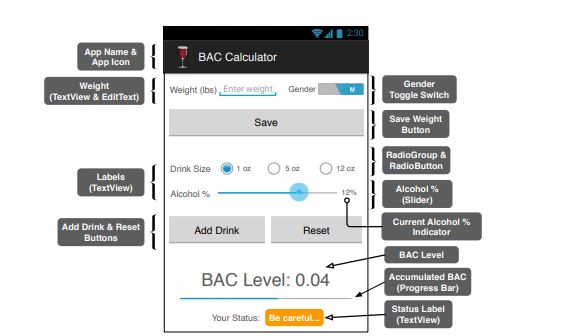 2:30
App Name &
App Icon
BAC Calculator
Weight
(TextView & EditText)
Weight (lbs) Enter weight Gender M
Gender
Toggle Switch
Save
Save Weight
Button
RadioGroup &
RadioButton
Labels
(TextView)
Drink Size 1 oz 5 oz 12 oz
Alcohol % 12%
Alcohol %
(Slider)
Add Drink & Reset
Buttons
Add Drink Reset
Current Alcohol %
Indicator
BAC Level
BAC Level: 0.04
Accumulated BAC
(Progress Bar)
Your Status: Be careful...
Status Label
(TextView)